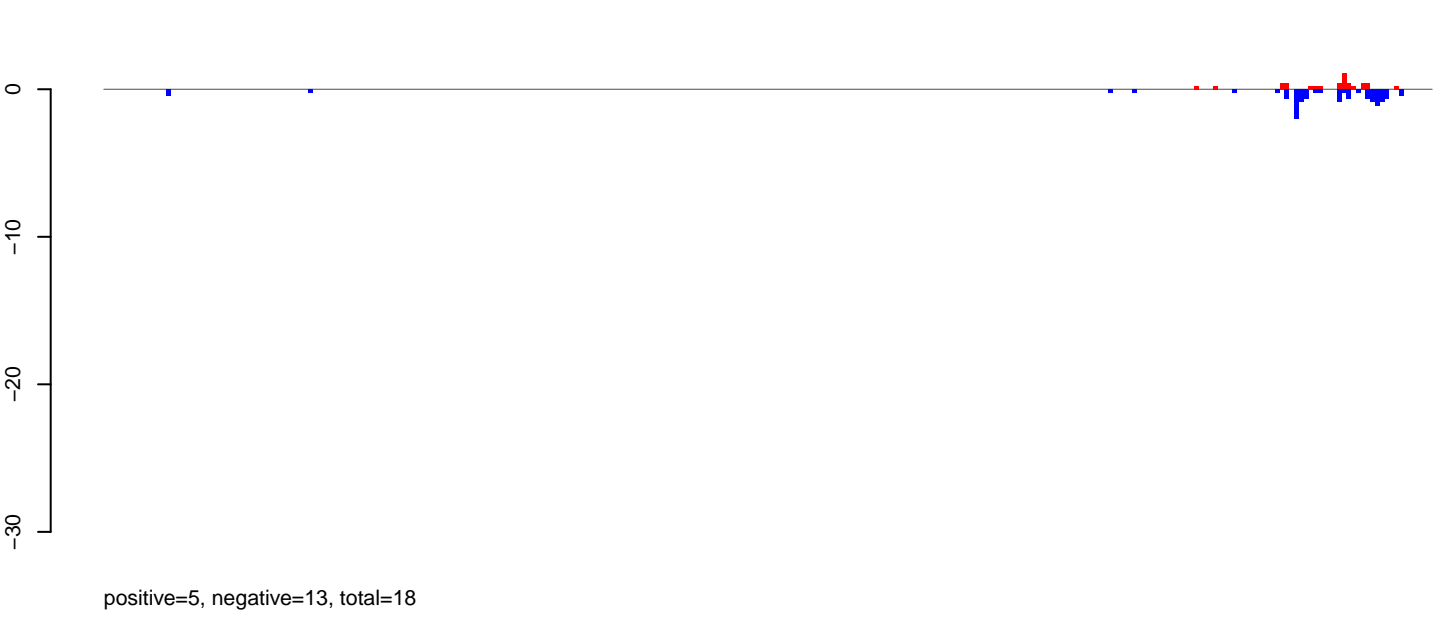 0
−10
−20
−30
positive=5, negative=13, total=18